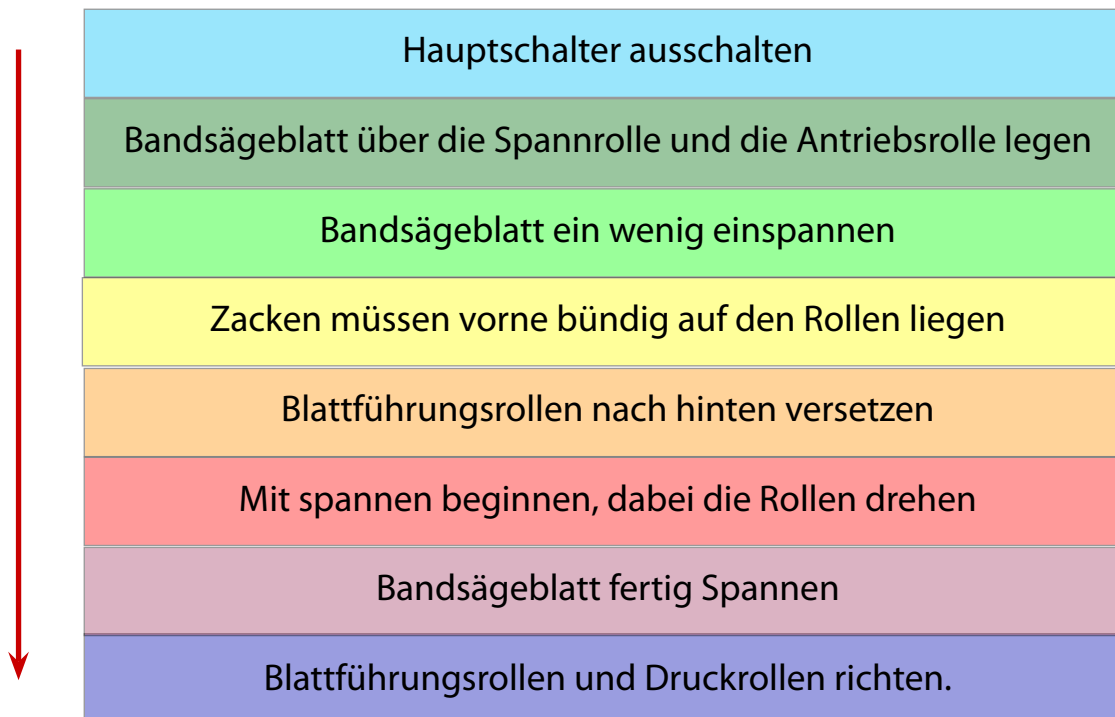 Hauptschalter ausschalten
Bandsägeblatt über die Spannrolle und die Antriebsrolle legen
Bandsägeblatt ein wenig einspannen
Zacken müssen vorne bündig auf den Rollen liegen
Blattführungsrollen nach hinten versetzen
Mit spannen beginnen, dabei die Rollen drehen
Bandsägeblatt fertig Spannen
Blattführungsrollen und Druckrollen richten.